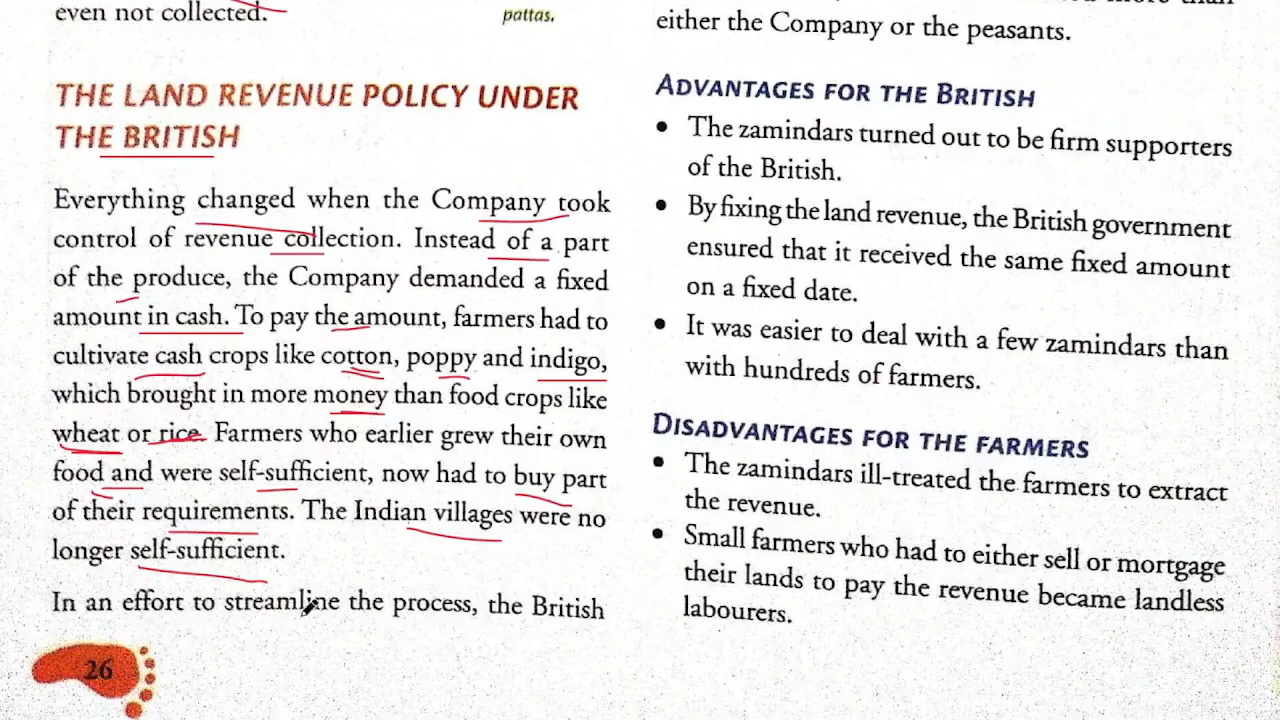 even not collected.
pattas.
THE LAND REVENUE POLICY UNDER
THE BRITISH
Everything changed when the Company took
control of revenue collection. Instead of a part
of the produce, the Company demanded a fixed
amount in cash. To pay the amount, farmers had to
cultivate cash crops like cotton, poppy and indigo,
which brought in more money than food crops like
wheat or rice. Farmers who earlier grew their own
food and were self-sufficient, now had to buy part
of their requirements. The Indian villages were no
longer self-sufficient.
In an effort to streamline the process, the British
26
either the Company or the peasants.
ADVANTAGES FOR THE BRITISH
• The zamindars turned out to be firm supporters
of the British.
• By fixing the land revenue, the British government
ensured that it received the same fixed amount
on a fixed date.
• It was easier to deal with a few zamindars than
with hundreds of farmers.
DISADVANTAGES FOR THE FARMERS
• The zamindars ill-treated the farmers to extract
the revenue.
• Small farmers who had to either sell or mortgage
their lands to pay the revenue became landless
labourers.